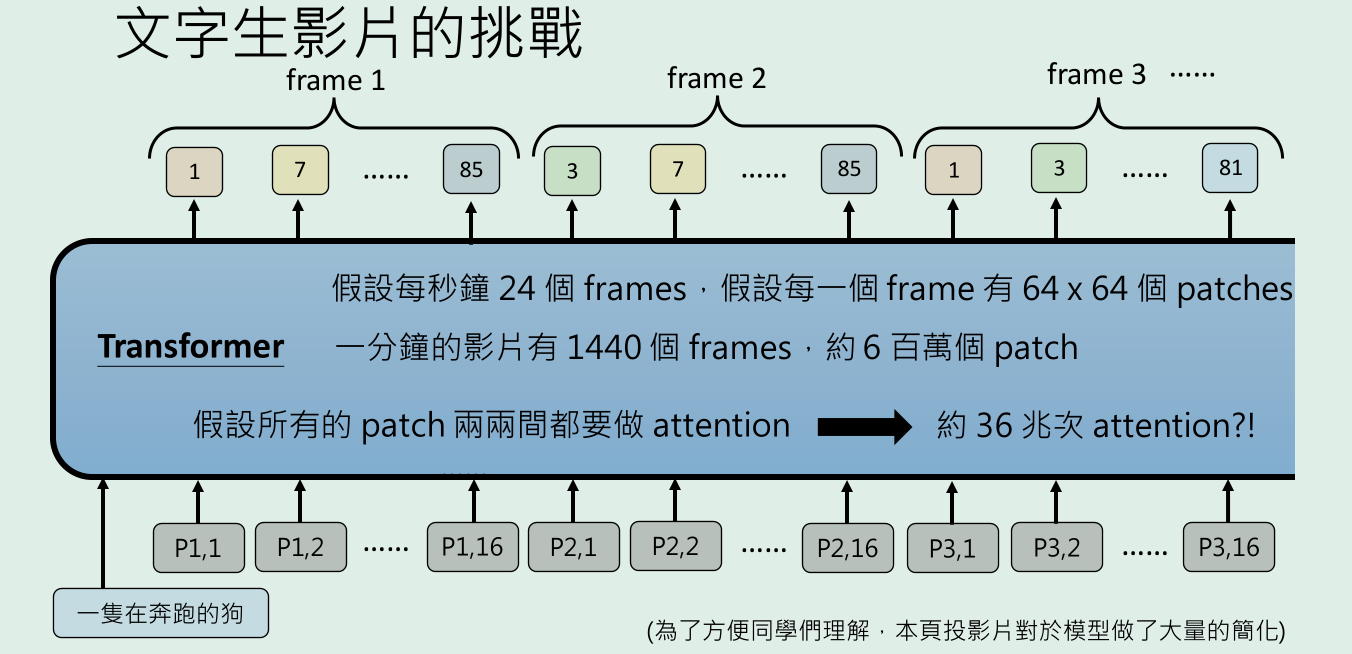 文字生影片的挑戰
frame 1 frame 2 frame 3 ……
1 7 …… 85 3 7 …… 85 1 3 …… 81
假設每秒鐘 24 個 frames，假設每一個 frame 有 64 x 64 個 patches
Transformer 一分鐘的影片有 1440 個 frames，約 6 百萬個 patch
假設所有的 patch 兩兩間都要做 attention 約 36 兆次 attention?!
……
P1,1 P1,2 …… P1,16 P2,1 P2,2 …… P2,16 P3,1 P3,2 …… P3,16
一隻在奔跑的狗
(為了方便同學們理解，本頁投影片對於模型做了大量的簡化)